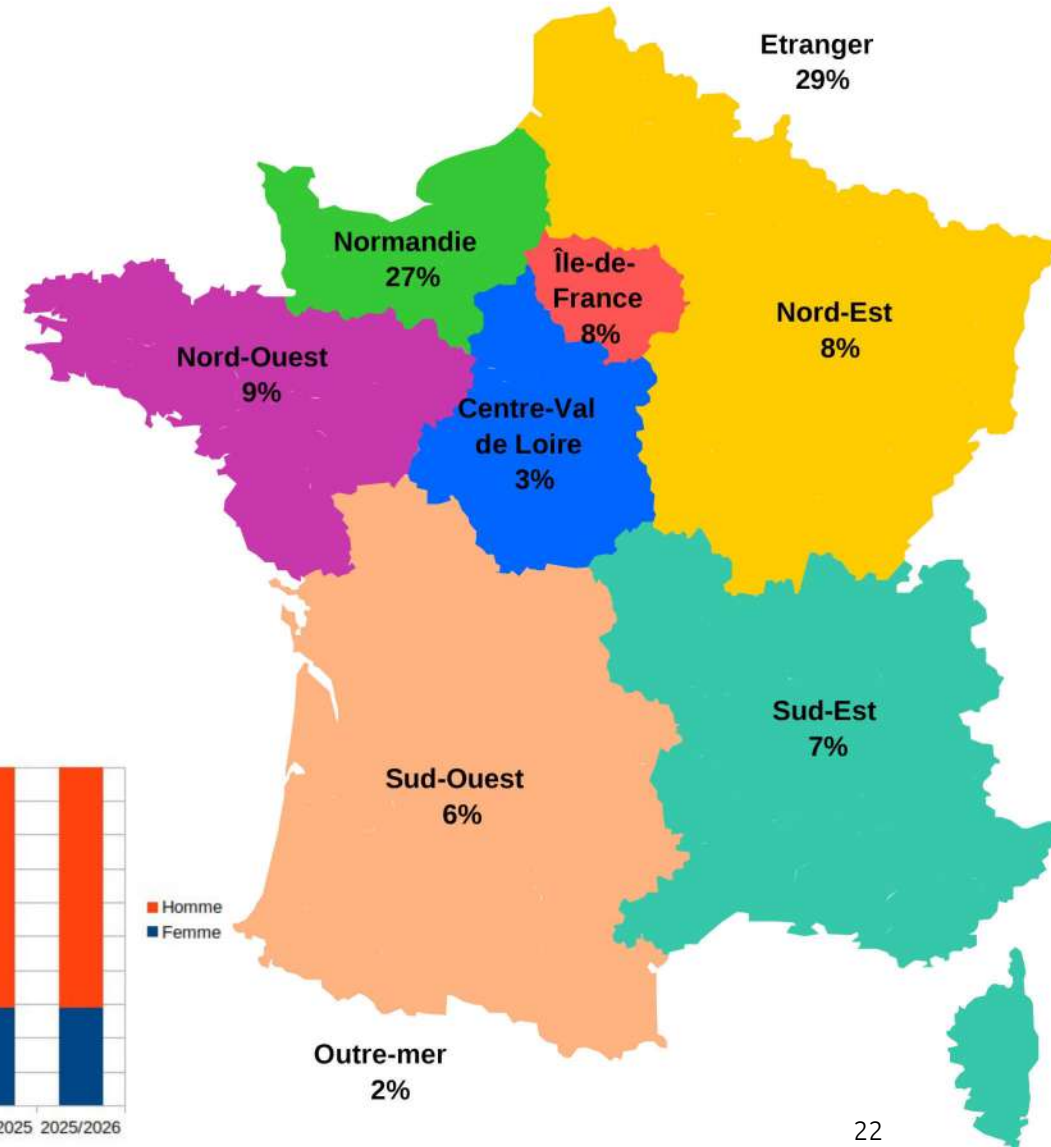 Etranger
29%
Normandie
27%
Île-de-
France
8%
Nord-Est
8%
Nord-Ouest
9%
Centre-Val
de Loire
3%
Sud-Est
7%
Sud-Ouest
6%
Homme
Femme
Outre-mer
2%
2025 2025/2026
22